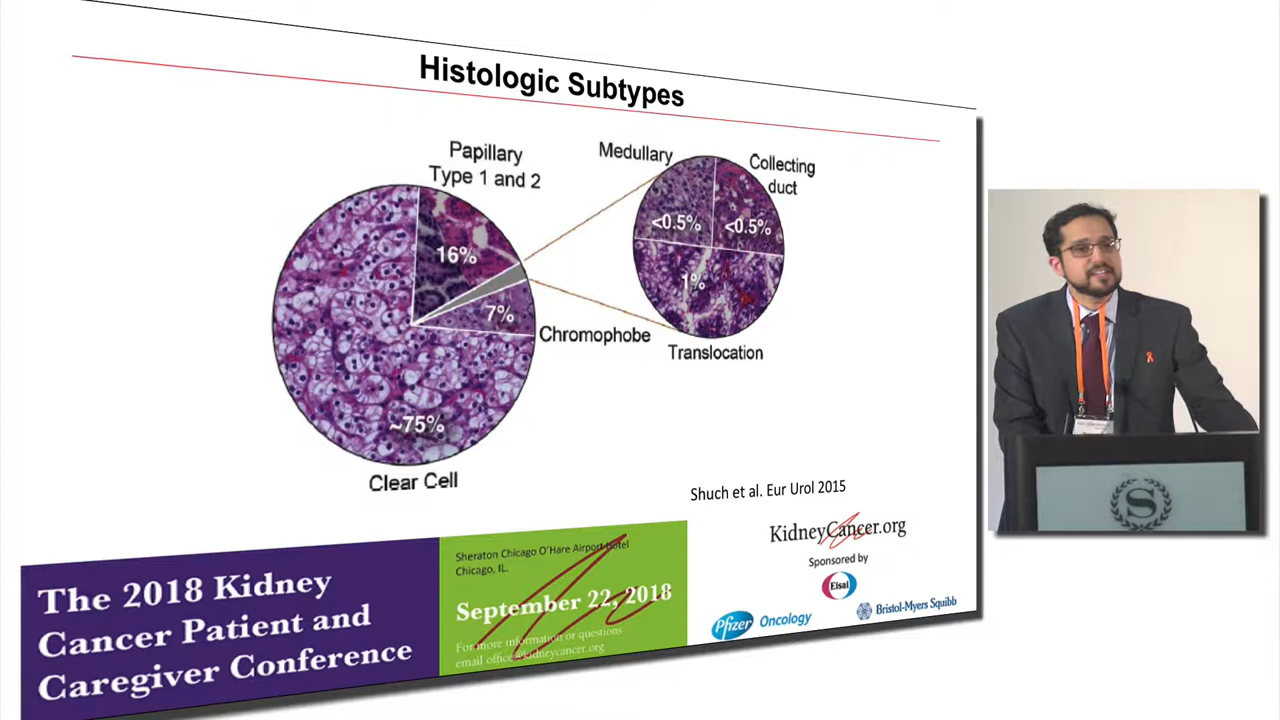 Histologic Subtypes
Papillary
Type 1 and 2
16%
7%
Chromophobe
~75%
Clear Cell
Medullary
Collecting
duct
<0.5%
<0.5%
1%
Translocation
Shuch et al. Eur Urol 2015
The 2018 Kidney
Cancer Patient and
Caregiver Conference
Sheraton Chicago O'Hare Airport hotel
Chicago, IL.
September 22, 2018
For more information or questions
email office@kidneycancer.org
KidneyCancer.org
Sponsored by
Eisai
Pfizer Oncology
Bristol-Myers Squibb
S